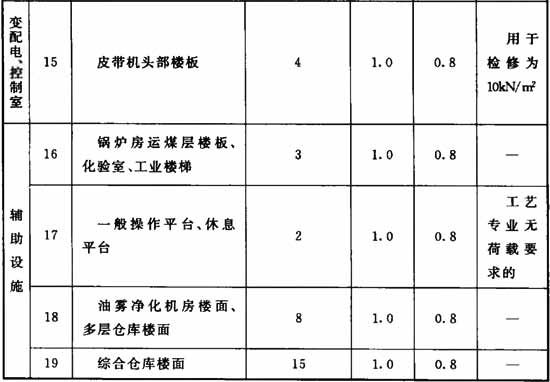 变配电、控制室
15 皮带机头部楼板 4 1.0 0.8 用于
检修为
10kN/m²
辅助设施
16 锅炉房运煤层楼板、
化验室、工业楼梯 3 1.0 0.8 —
17 一般操作平台、休息
平台 2 1.0 0.8 工艺
专业无
荷载要
求的
18 油雾净化机房楼面、
多层仓库楼面 8 1.0 0.8 —
19 综合仓库楼面 15 1.0 0.8 —